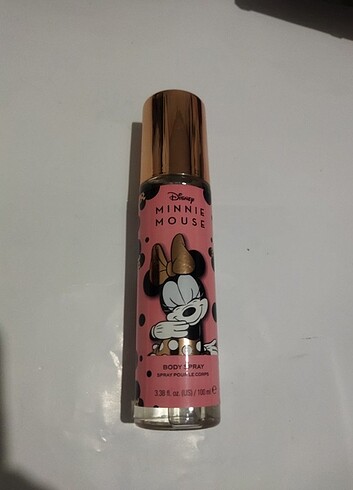 Disney
MINNIE
MOUSE
BODY SPRAY
SPRAY POUR LE CORPS
3.38 fl. oz. (US) / 100 ml ℮